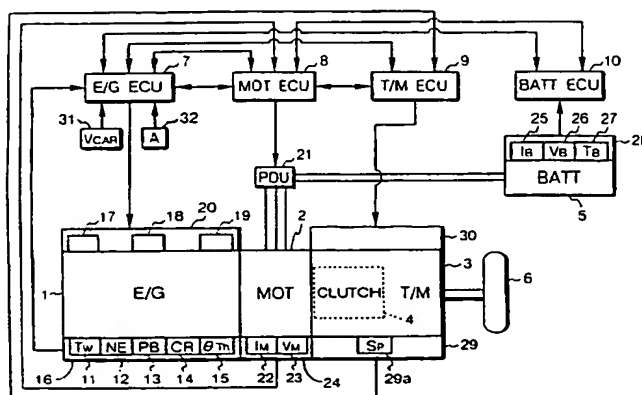 7 8 9 10
E/G ECU MOT ECU T/M ECU BATT ECU
31 32 25 26 27
VCAR A 21 IB VB TB 28
PDU BATT
17 18 20 19 2 5
30
3
6
1 E/G MOT CLUTCH T/M
4
TW NE PB CR θTh IM VM SP 29
16 11 12 13 14 15 22 23 24 29a